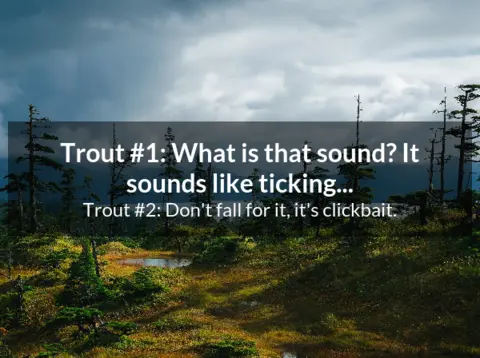 Trout #1: What is that sound? It
sounds like ticking...
Trout #2: Don't fall for it, it's clickbait.